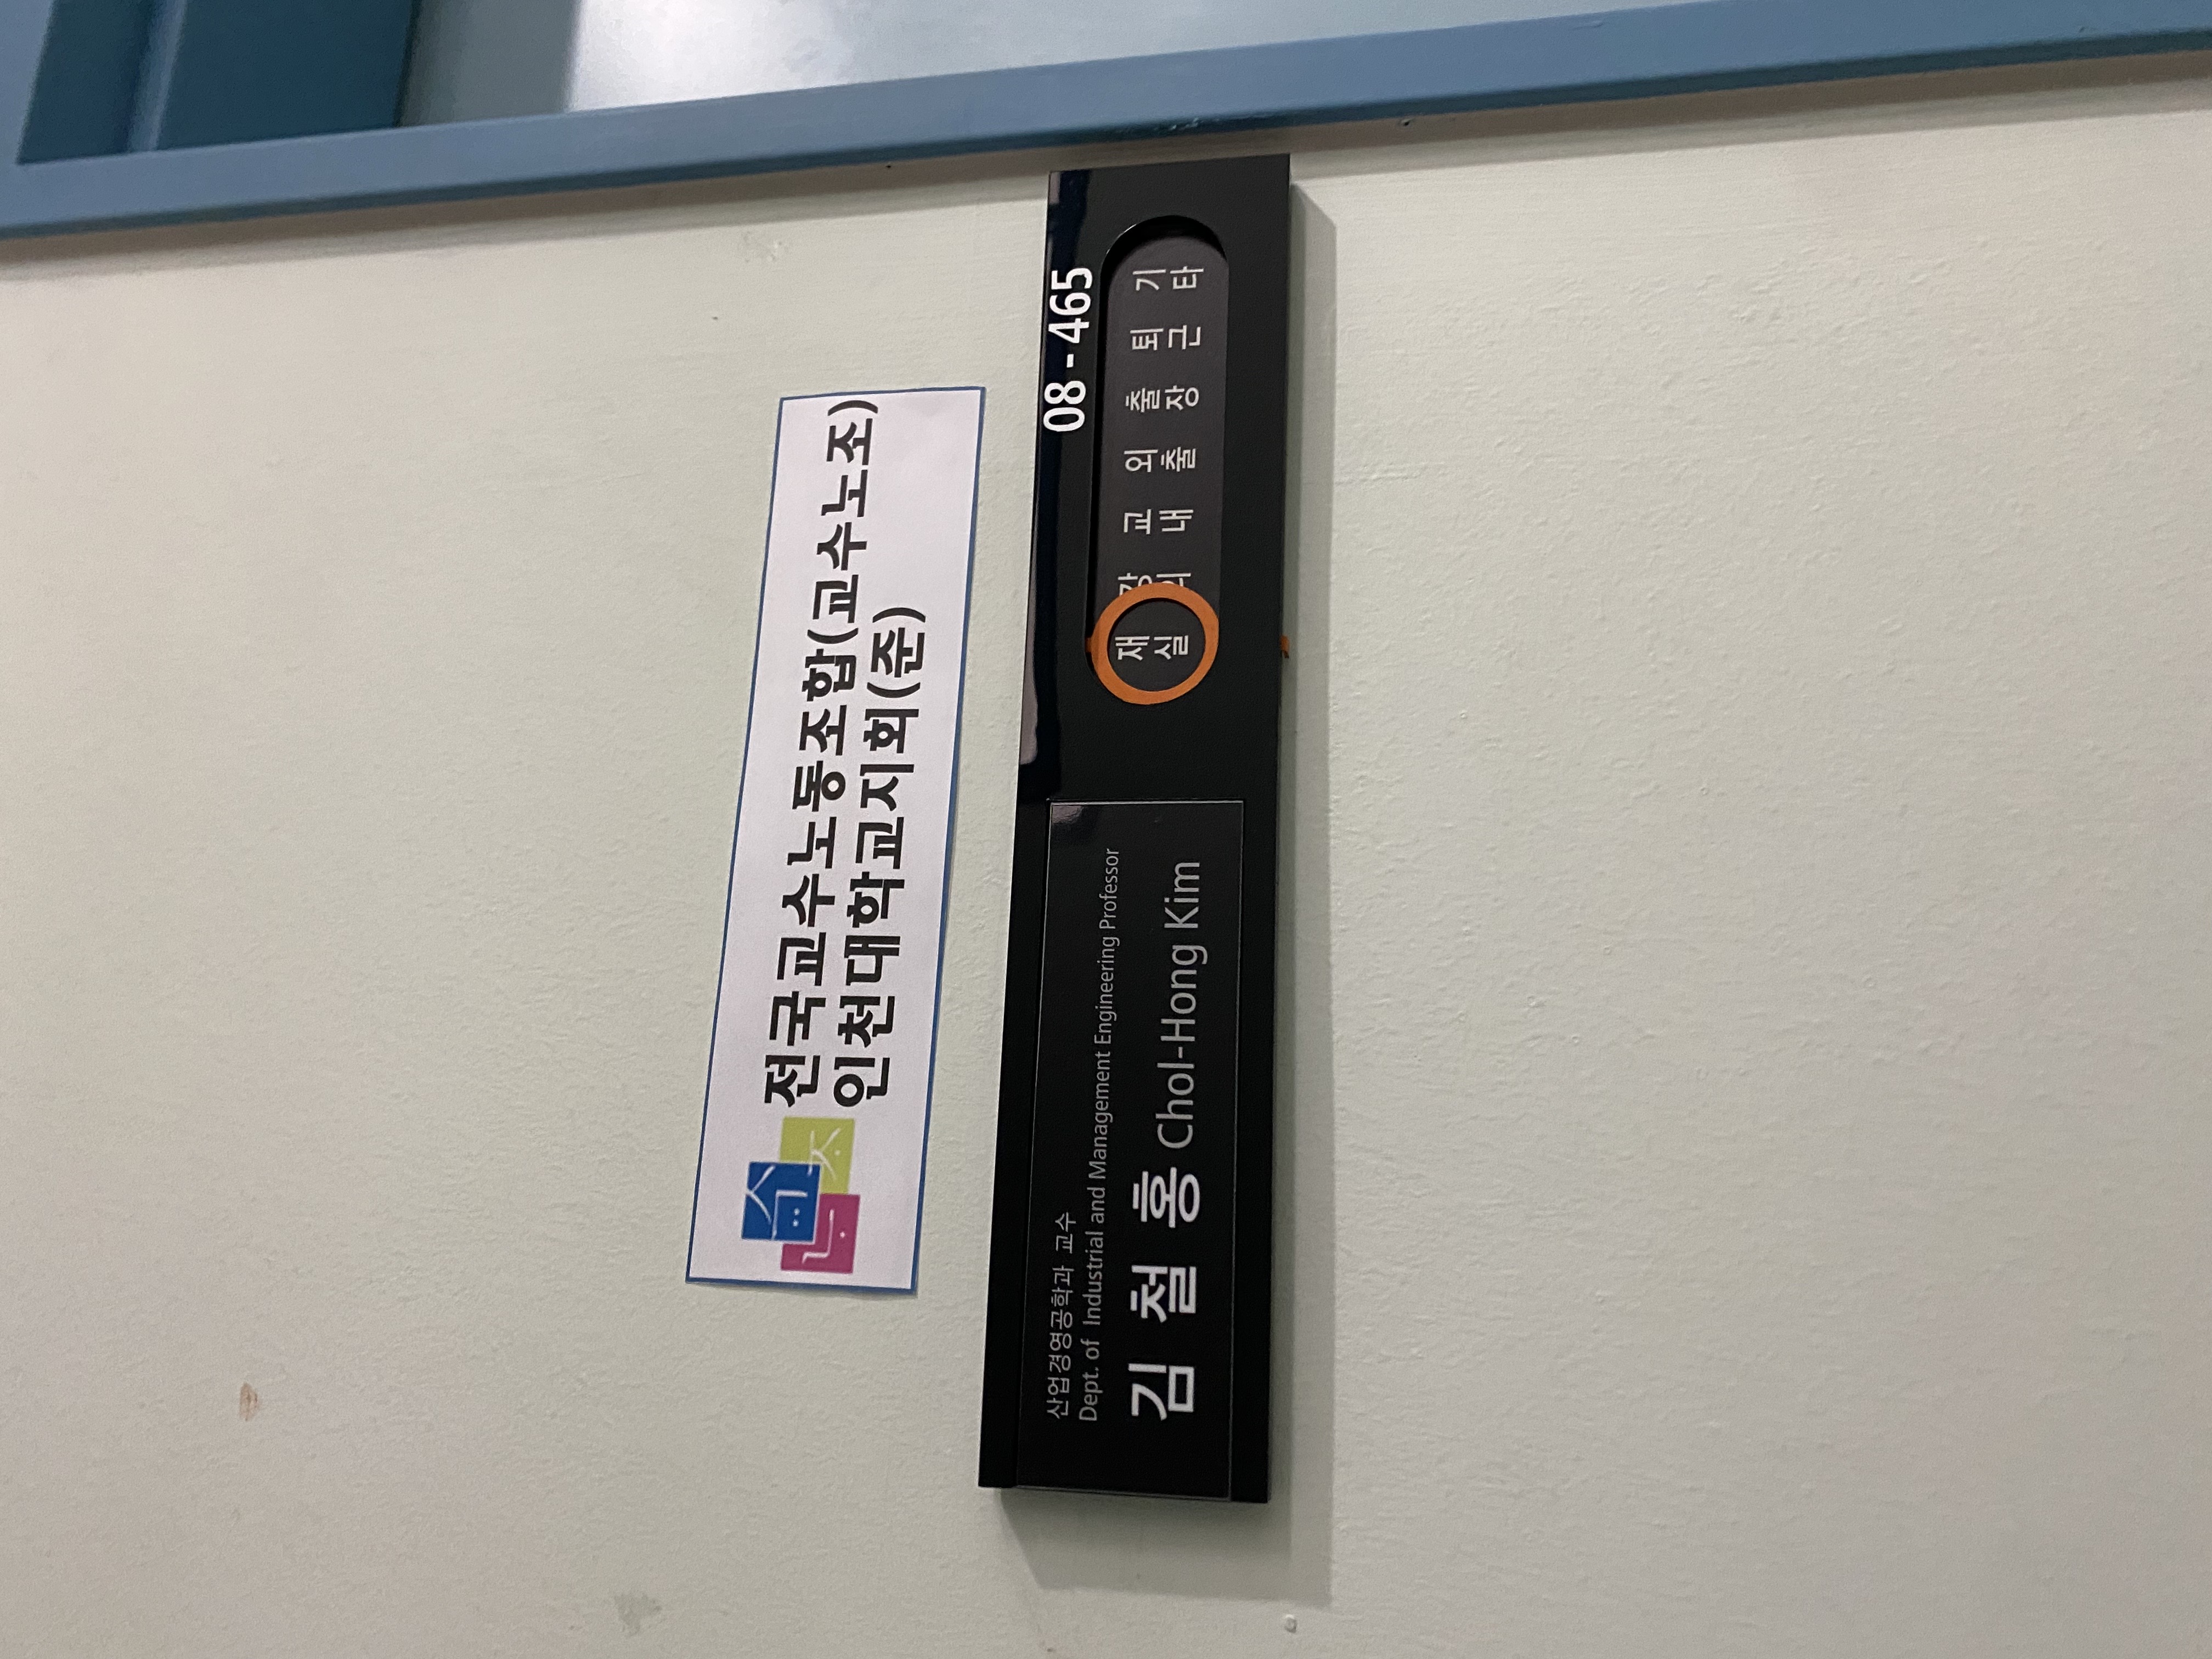 전국교수노동조합(교수노조)
인천대학교지회(준)
산업경영공학과 교수
Dept. of Industrial and Management Engineering Professor
김 철 홍 Chol-Hong Kim
08 - 465
재실 강의 교내 외출 출장 퇴근 기타